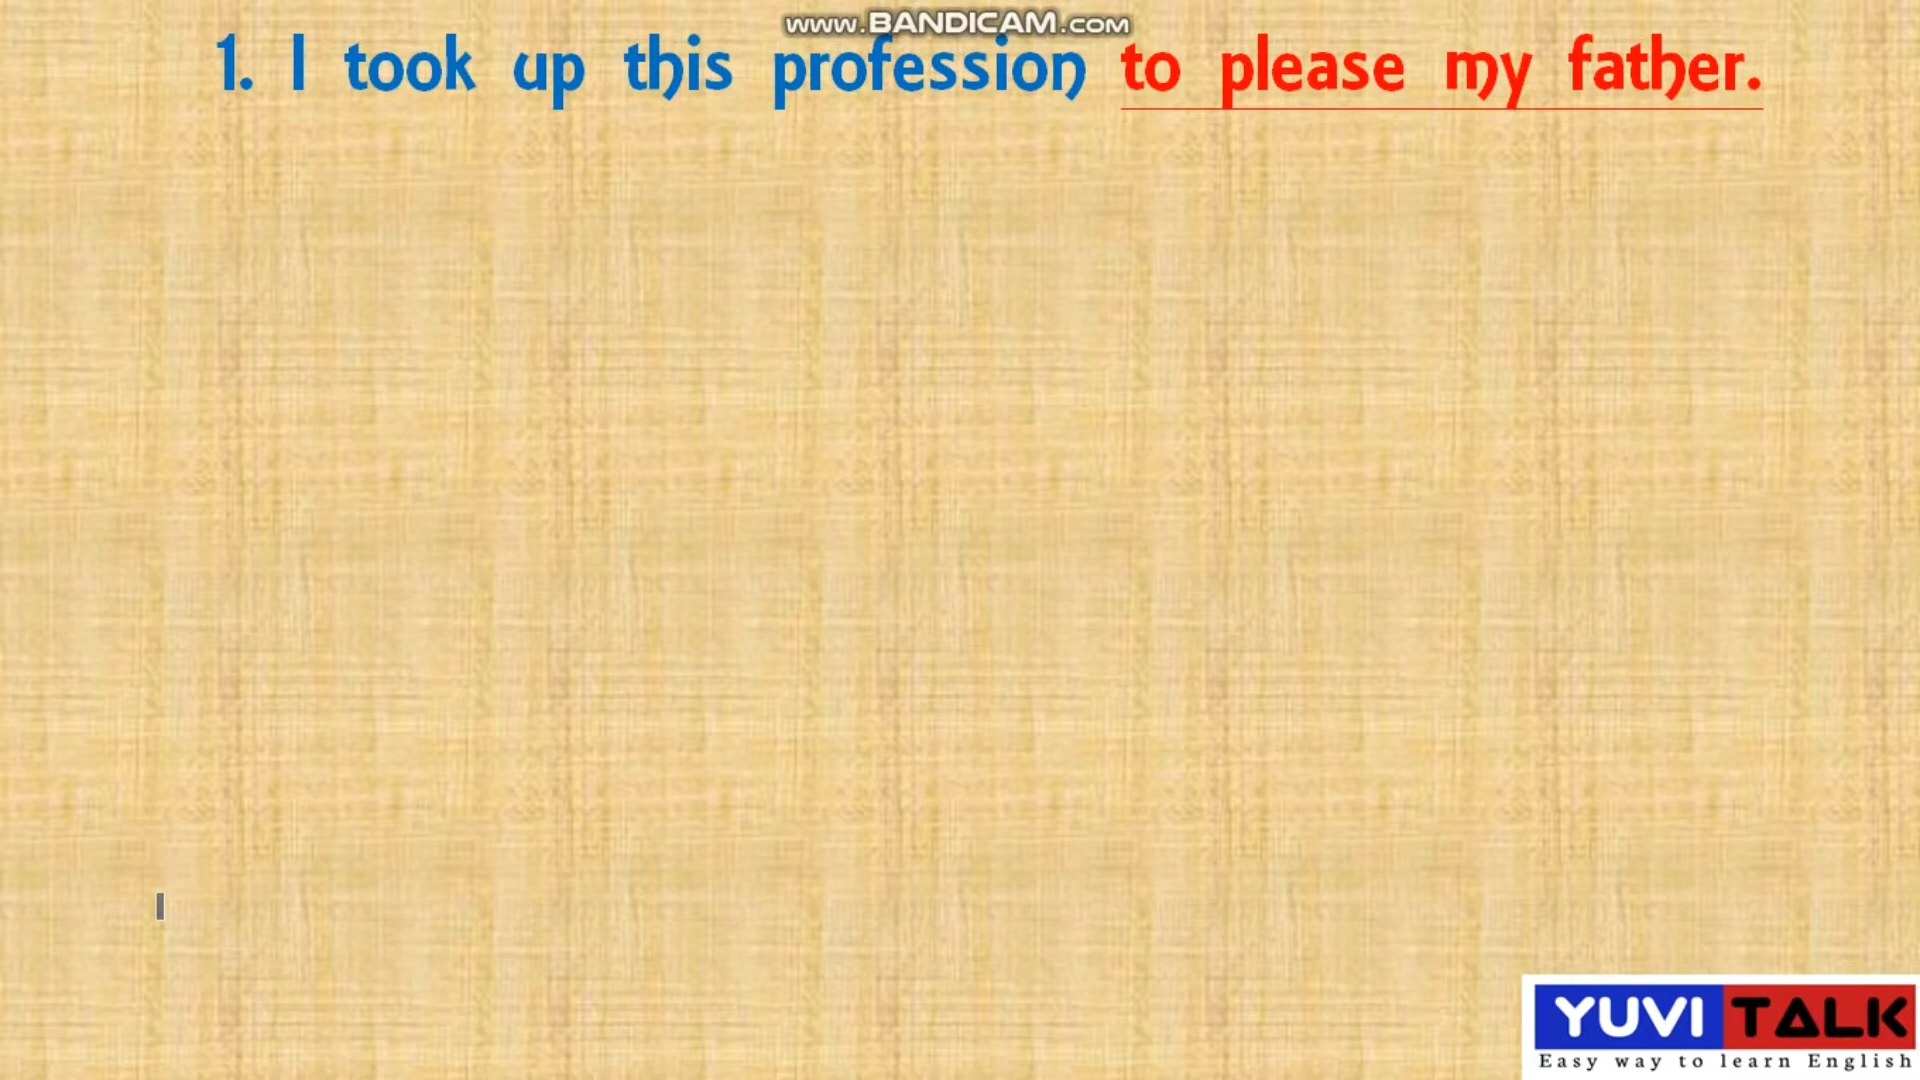 www.BANDICAM.com
1. I took up this profession to please my father.
YUVI TALK
Easy way to learn English